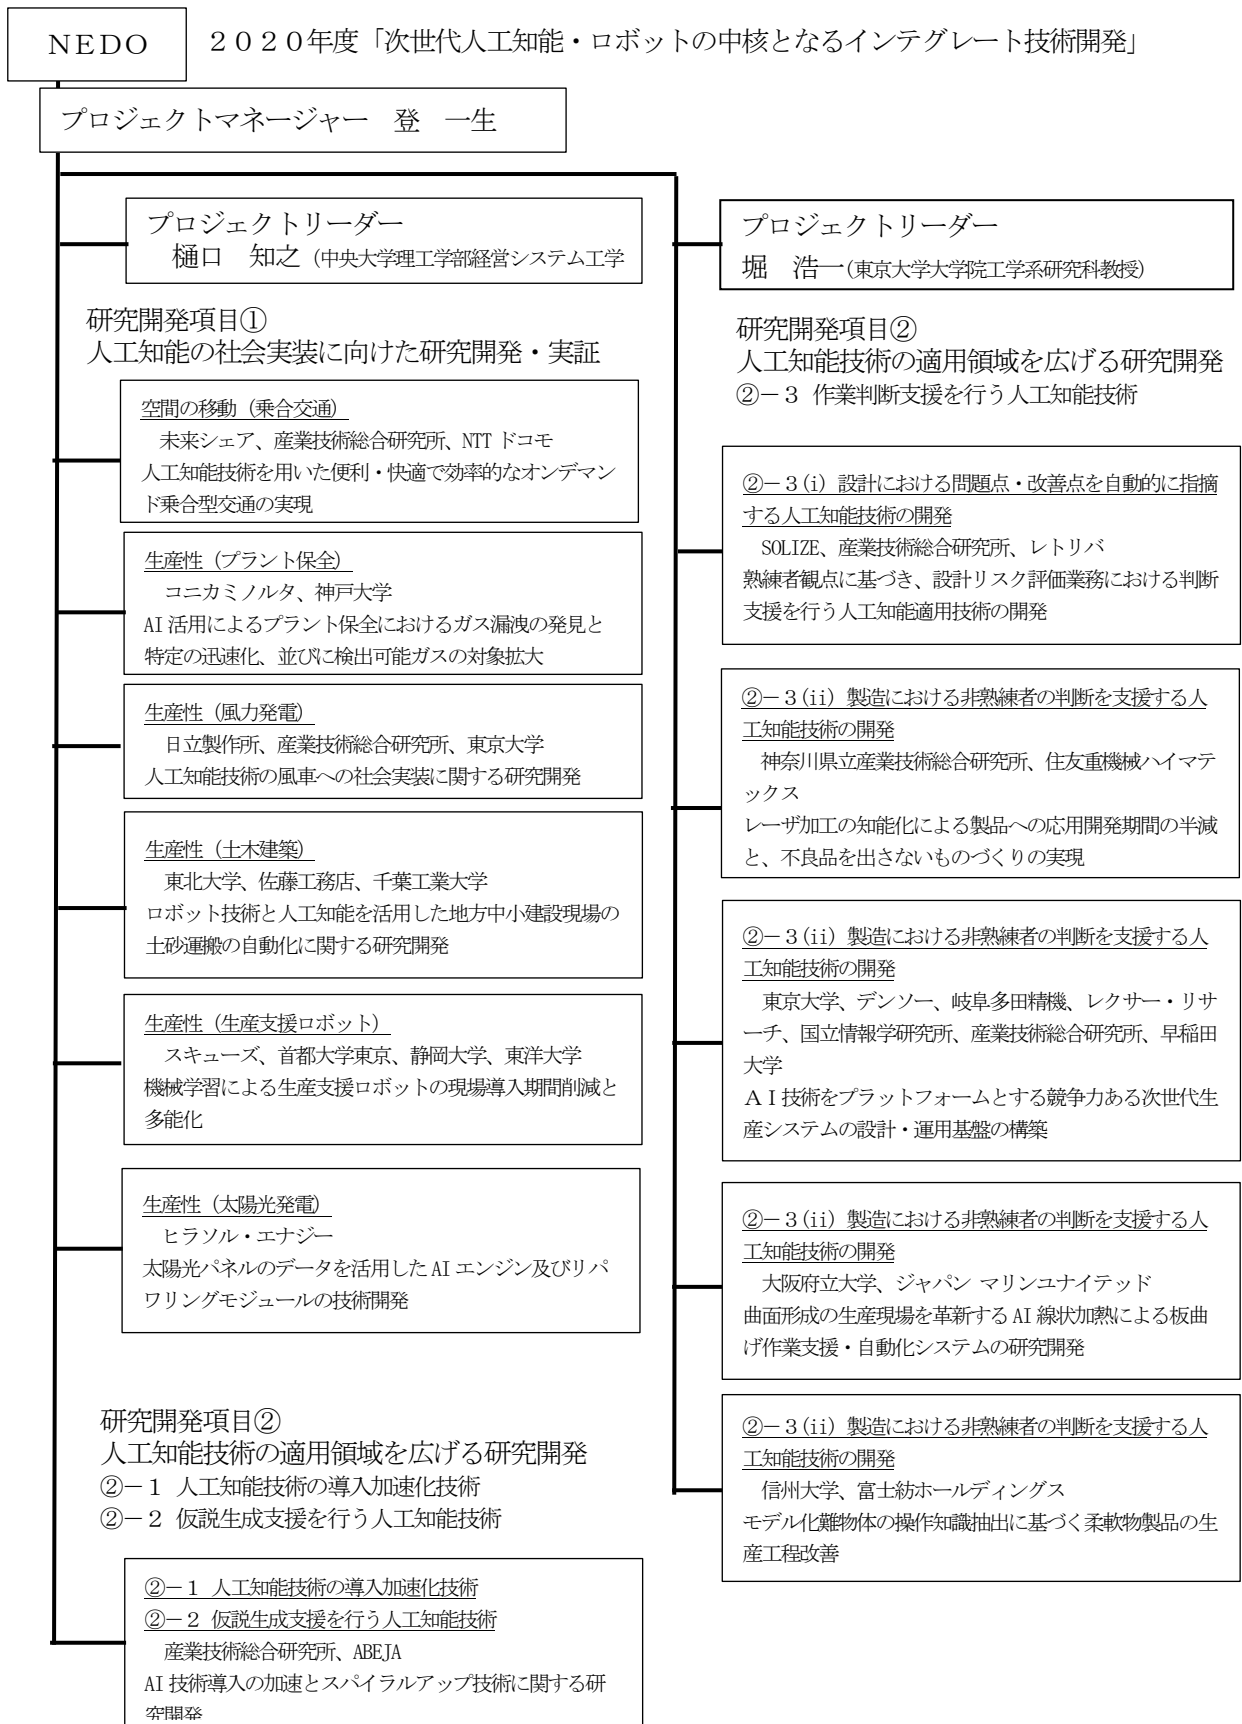 NEDO
２０２０年度「次世代人工知能・ロボットの中核となるインテグレート技術開発」
プロジェクトマネージャー　登　一生
プロジェクトリーダー
樋口　知之（中央大学理工学部経営システム工学
研究開発項目①
人工知能の社会実装に向けた研究開発・実証
空間の移動（乗合交通）
未来シェア、産業技術総合研究所、NTT ドコモ
人工知能技術を用いた便利・快適で効率的なオンデマン
ド乗合型交通の実現
生産性（プラント保全）
コニカミノルタ、神戸大学
AI 活用によるプラント保全におけるガス漏洩の発見と
特定の迅速化、並びに検出可能ガスの対象拡大
生産性（風力発電）
日立製作所、産業技術総合研究所、東京大学
人工知能技術の風車への社会実装に関する研究開発
生産性（土木建築）
東北大学、佐藤工務店、千葉工業大学
ロボット技術と人工知能を活用した地方中小建設現場の
土砂運搬の自動化に関する研究開発
生産性（生産支援ロボット）
スキューズ、首都大学東京、静岡大学、東洋大学
機械学習による生産支援ロボットの現場導入期間削減と
多能化
生産性（太陽光発電）
ヒラソル・エナジー
太陽光パネルのデータを活用した AI エンジン及びリパ
ワリングモジュールの技術開発
研究開発項目②
人工知能技術の適用領域を広げる研究開発
②－１ 人工知能技術の導入加速化技術
②－２ 仮説生成支援を行う人工知能技術
②－１ 人工知能技術の導入加速化技術
②－２ 仮説生成支援を行う人工知能技術
産業技術総合研究所、ABEJA
AI 技術導入の加速とスパイラルアップ技術に関する研
究開発
プロジェクトリーダー
堀　浩一(東京大学大学院工学系研究科教授)
研究開発項目②
人工知能技術の適用領域を広げる研究開発
②－３ 作業判断支援を行う人工知能技術
②－３(i) 設計における問題点・改善点を自動的に指摘
する人工知能技術の開発
SOLIZE、産業技術総合研究所、レトリバ
熟練者観点に基づき、設計リスク評価業務における判断
支援を行う人工知能適用技術の開発
②－３(ii) 製造における非熟練者の判断を支援する人
工知能技術の開発
神奈川県立産業技術総合研究所、住友重機械ハイマテ
ックス
レーザ加工の知能化による製品への応用開発期間の半減
と、不良品を出さないものづくりの実現
②－３(ii) 製造における非熟練者の判断を支援する人
工知能技術の開発
東京大学、デンソー、岐阜多田精機、レクサー・リサ
ーチ、国立情報学研究所、産業技術総合研究所、早稲田
大学
ＡＩ技術をプラットフォームとする競争力ある次世代生
産システムの設計・運用基盤の構築
②－３(ii) 製造における非熟練者の判断を支援する人
工知能技術の開発
大阪府立大学、ジャパン マリンユナイテッド
曲面形成の生産現場を革新する AI 線状加熱による板曲
げ作業支援・自動化システムの研究開発
②－３(ii) 製造における非熟練者の判断を支援する人
工知能技術の開発
信州大学、富士紡ホールディングス
モデル化難物体の操作知識抽出に基づく柔軟物製品の生
産工程改善